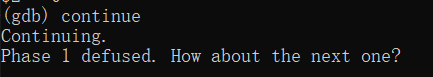 (gdb) continue
Continuing.
Phase 1 defused. How about the next one?